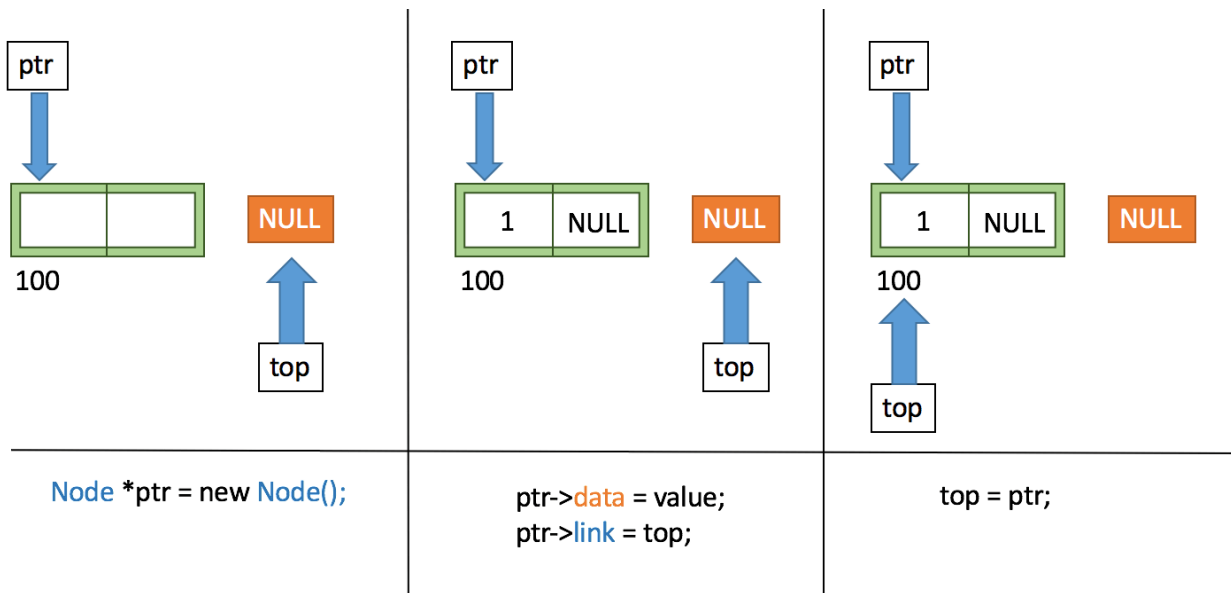 ptr
NULL
100
top
Node *ptr = new Node();
ptr
1 NULL
NULL
100
top
ptr->data = value;
ptr->link = top;
ptr
1 NULL
NULL
100
top
top = ptr;